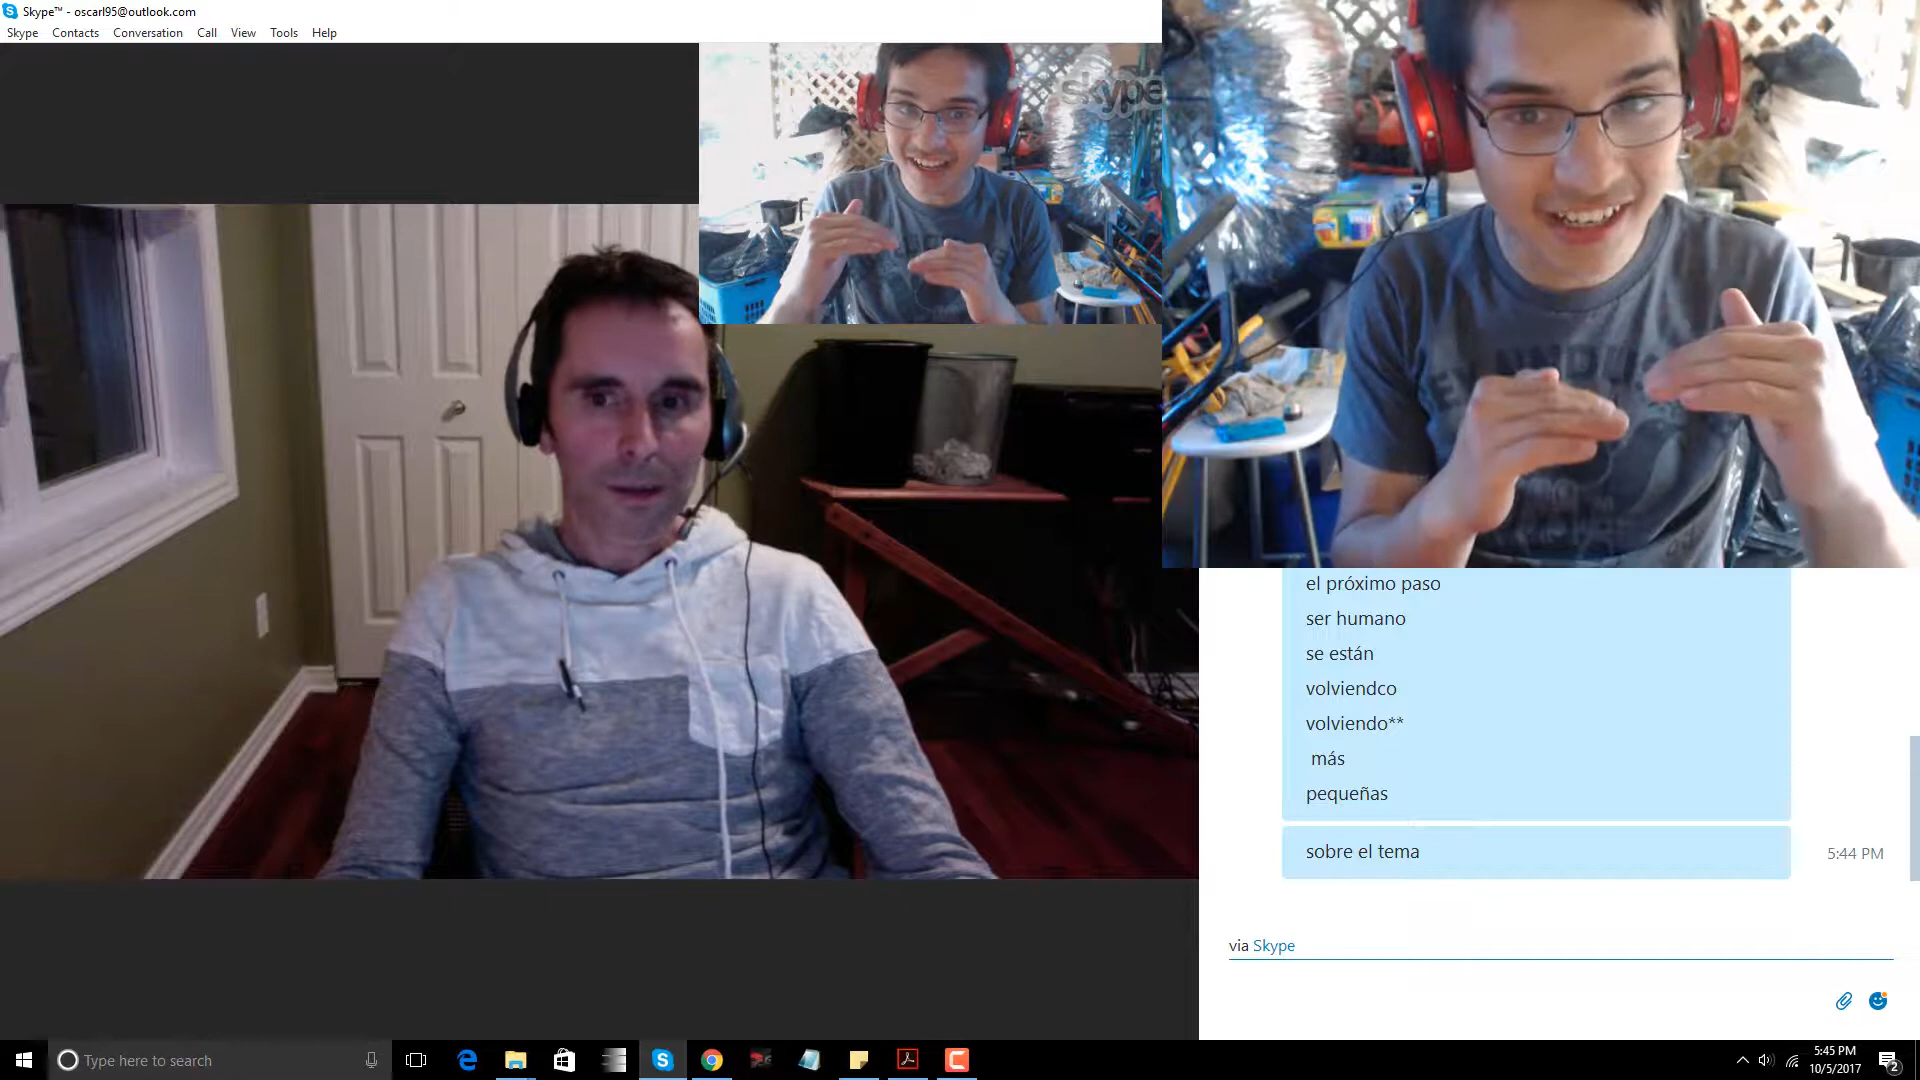 Skype™ - oscarl95@outlook.com
Skype Contacts Conversation Call View Tools Help
skype
el próximo paso
ser humano
se están
volviendco
volviendo**
más
pequeñas
sobre el tema
5:44 PM
via Skype
Type here to search
5:45 PM
10/5/2017
2